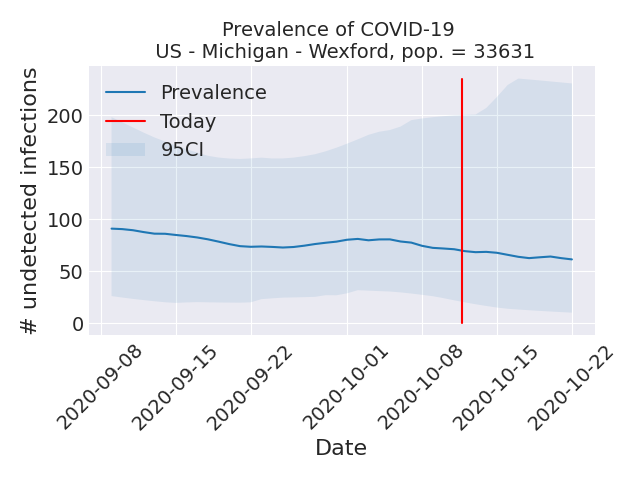 Prevalence of COVID-19
US - Michigan - Wexford, pop. = 33631
# undetected infections
200
150
100
50
0
Prevalence
Today
95CI
2020-09-08
2020-09-15
2020-09-22
2020-10-01
2020-10-08
2020-10-15
2020-10-22
Date